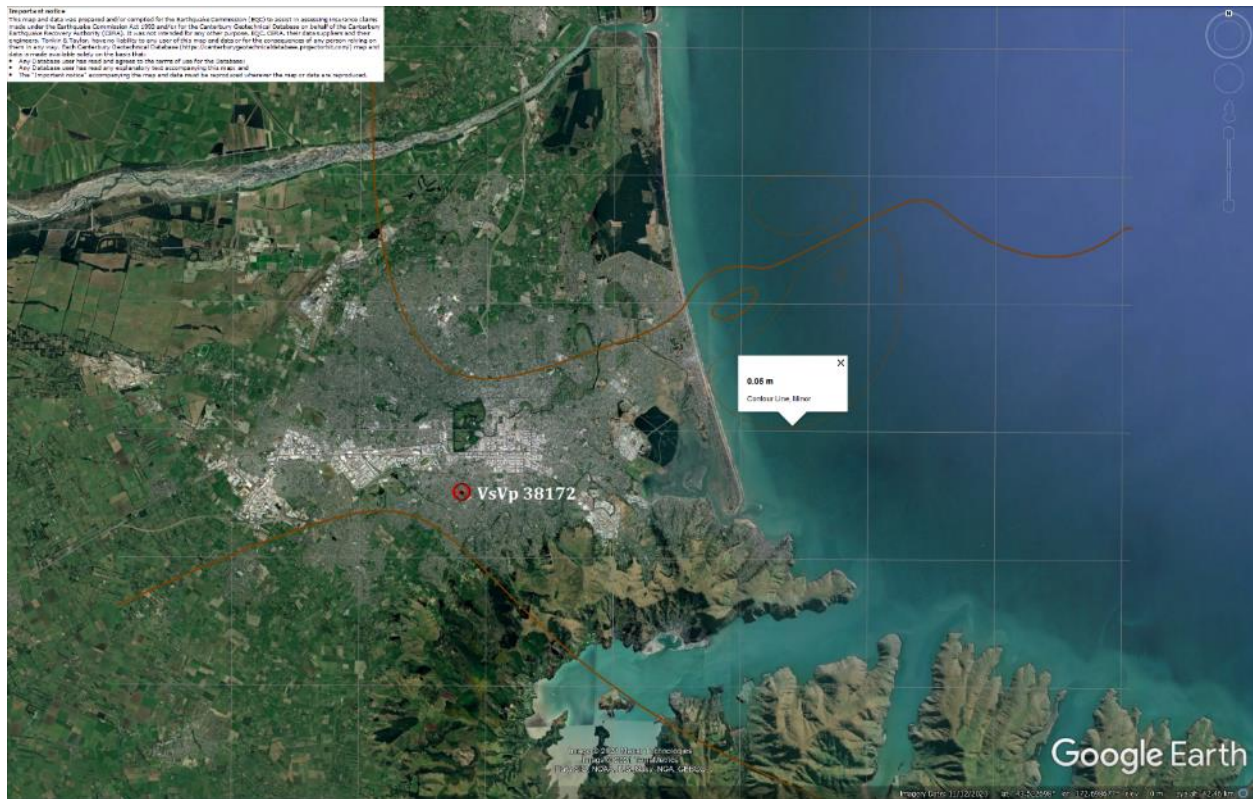 Important notice
This map and data was prepared and/or compiled for the Earthquake Commission (EQC) to assist in assessing insurance claims
made under the Earthquake Commission Act 1993 and/or for the Canterbury Geotechnical Database on behalf of the Canterbury
Earthquake Recovery Authority (CERA). It was not intended for any other purpose. EQC, CERA, their data suppliers and their
engineers, Tonkin & Taylor, have no liability to any user of this map and data or for the consequences of any person relying on
them in any way. Each Canterbury Geotechnical Database (https://canterburygeotechnicaldatabase.projectorbit.com/) map and
data is made available solely on the basis that:
• Any Database user has read and agrees to the terms of use for the Database;
• Any Database user has read any explanatory text accompanying this map; and
• The "Important notice" accompanying the map and data must be reproduced wherever the map or data are reproduced.
N
0.05 m
Contour Line, Minor
VsVp 38172
Google Earth